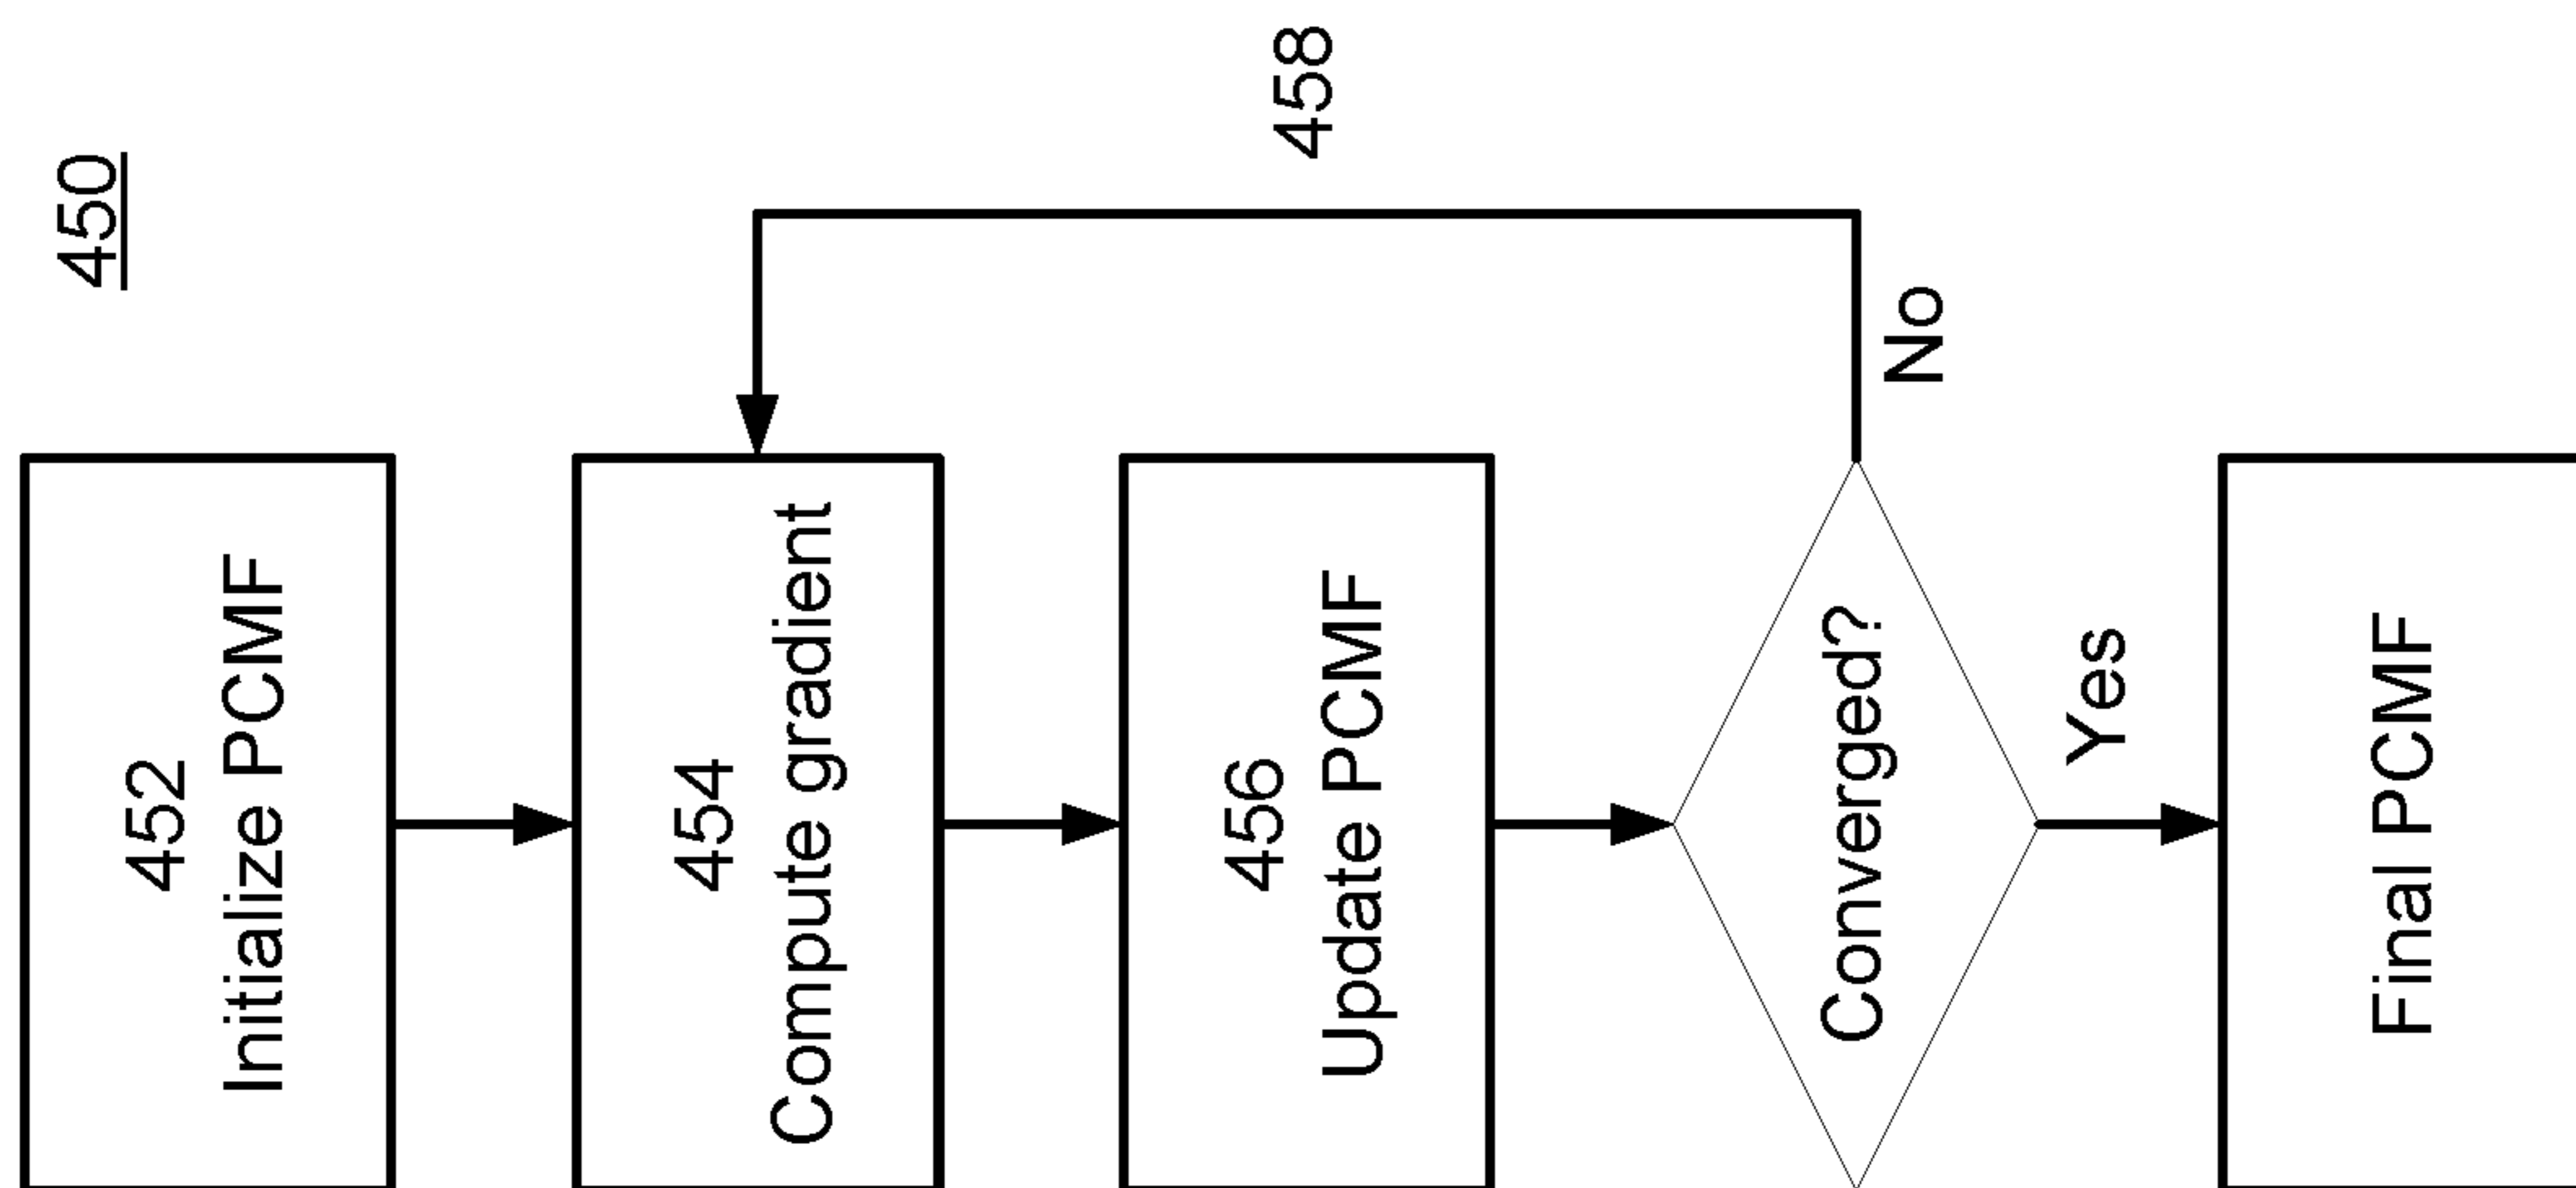 450
452
Initialize PCMF
454
Compute gradient
456
Update PCMF
458
Converged?
No
Yes
Final PCMF